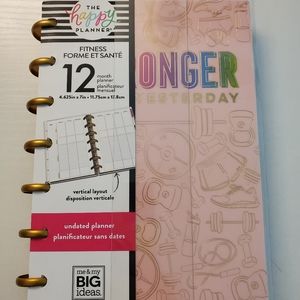 THE
happy
PLANNER
FITNESS
FORME ET SANTÉ
12
month
planner
planificateur
mensuel
4.625in x 7in - 11.75cm x 17.8cm
vertical layout
disposition verticale
undated planner
planificateur sans dates
me & my
BIG
ideas.
ONGER
YESTERDAY